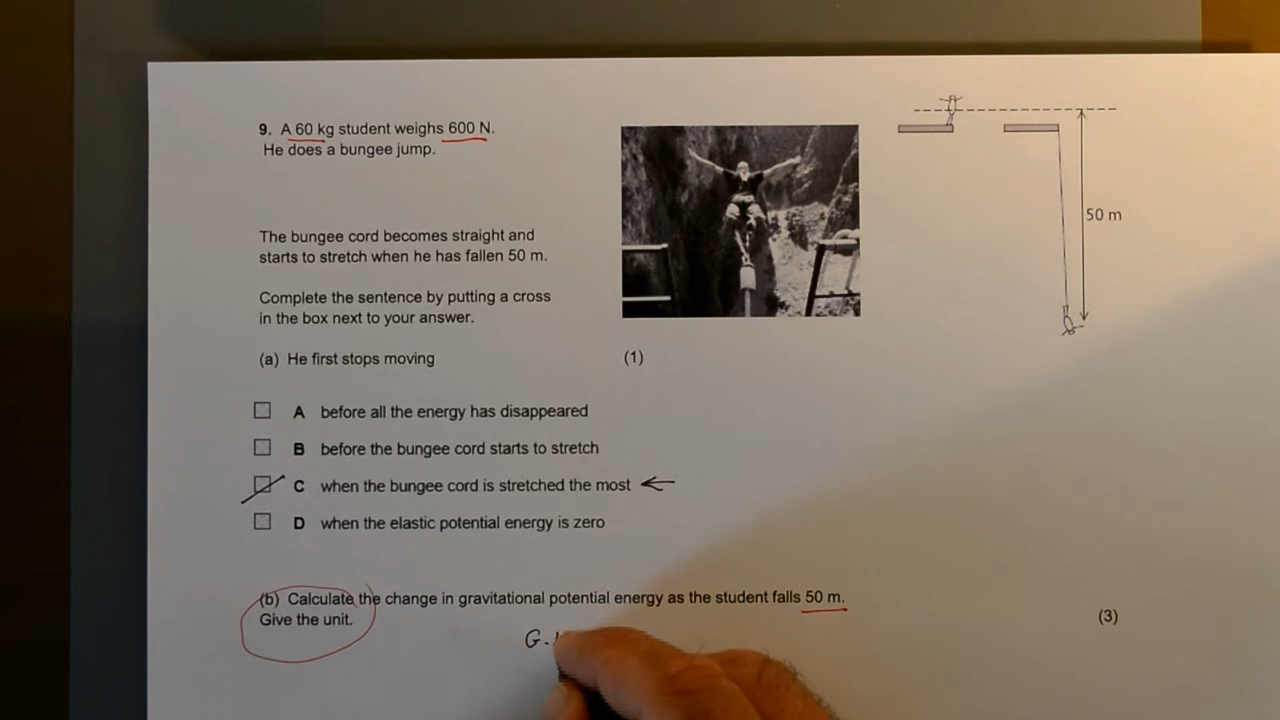 9. A 60 kg student weighs 600 N.
He does a bungee jump.
50 m
The bungee cord becomes straight and
starts to stretch when he has fallen 50 m.
Complete the sentence by putting a cross
in the box next to your answer.
(a) He first stops moving (1)
A before all the energy has disappeared
B before the bungee cord starts to stretch
C when the bungee cord is stretched the most
D when the elastic potential energy is zero
(b) Calculate the change in gravitational potential energy as the student falls 50 m.
Give the unit.
(3)
G.